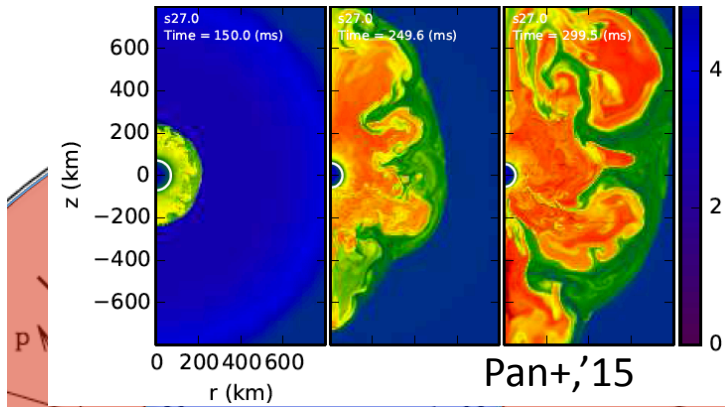 s27.0
Time = 150.0 (ms)
s27.0
Time = 249.6 (ms)
s27.0
Time = 299.5 (ms)
800
600
400
200
0
−200
−400
−600
z (km)
0 200 400 600
r (km)
4
2
0
p
Pan+,’15